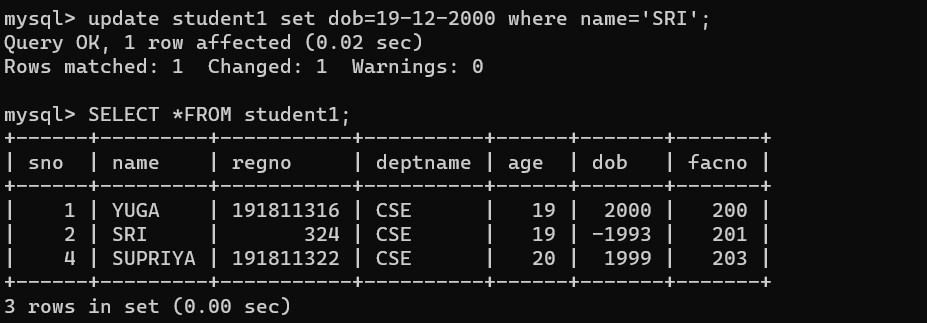 mysql> update student1 set dob=19-12-2000 where name='SRI';
Query OK, 1 row affected (0.02 sec)
Rows matched: 1  Changed: 1  Warnings: 0

mysql> SELECT *FROM student1;
+------+---------+-----------+----------+------+-------+-------+
| sno  | name    | regno     | deptname | age  | dob   | facno |
+------+---------+-----------+----------+------+-------+-------+
|    1 | YUGA    | 191811316 | CSE      |   19 |  2000 |   200 |
|    2 | SRI     |       324 | CSE      |   19 | -1993 |   201 |
|    4 | SUPRIYA | 191811322 | CSE      |   20 |  1999 |   203 |
+------+---------+-----------+----------+------+-------+-------+
3 rows in set (0.00 sec)